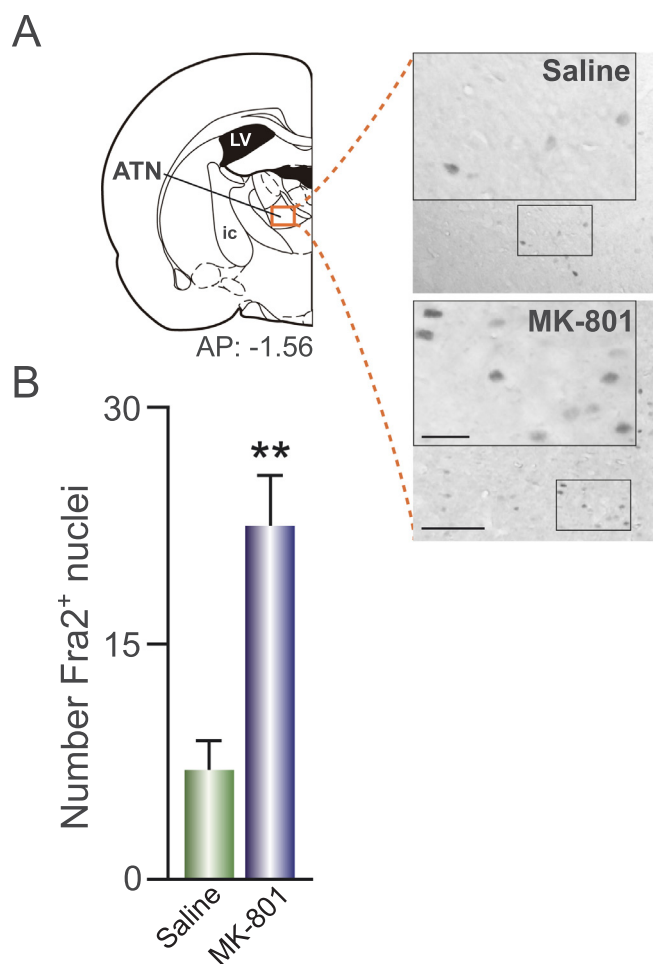 A
LV
ATN
ic
AP: -1.56
Saline
MK-801
B
30
**
15
0
Number Fra2⁺ nuclei
Saline
MK-801